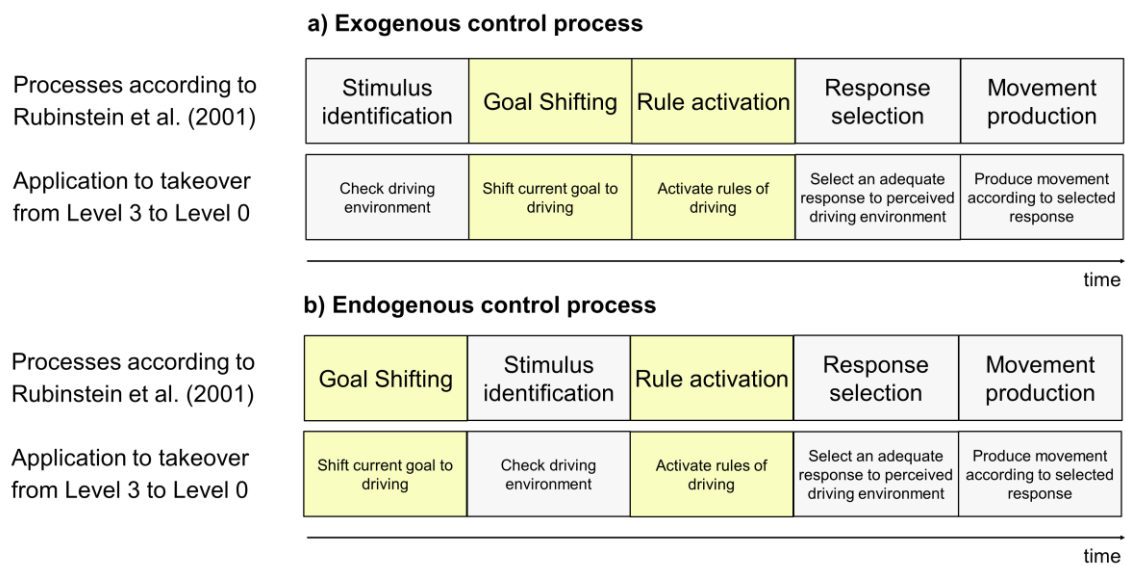 a) Exogenous control process
Processes according to
Rubinstein et al. (2001)
Stimulus
identification
Goal Shifting
Rule activation
Response
selection
Movement
production
Application to takeover
from Level 3 to Level 0
Check driving
environment
Shift current goal to
driving
Activate rules of
driving
Select an adequate
response to perceived
driving environment
Produce movement
according to selected
response
time
b) Endogenous control process
Processes according to
Rubinstein et al. (2001)
Goal Shifting
Stimulus
identification
Rule activation
Response
selection
Movement
production
Application to takeover
from Level 3 to Level 0
Shift current goal to
driving
Check driving
environment
Activate rules of
driving
Select an adequate
response to perceived
driving environment
Produce movement
according to selected
response
time